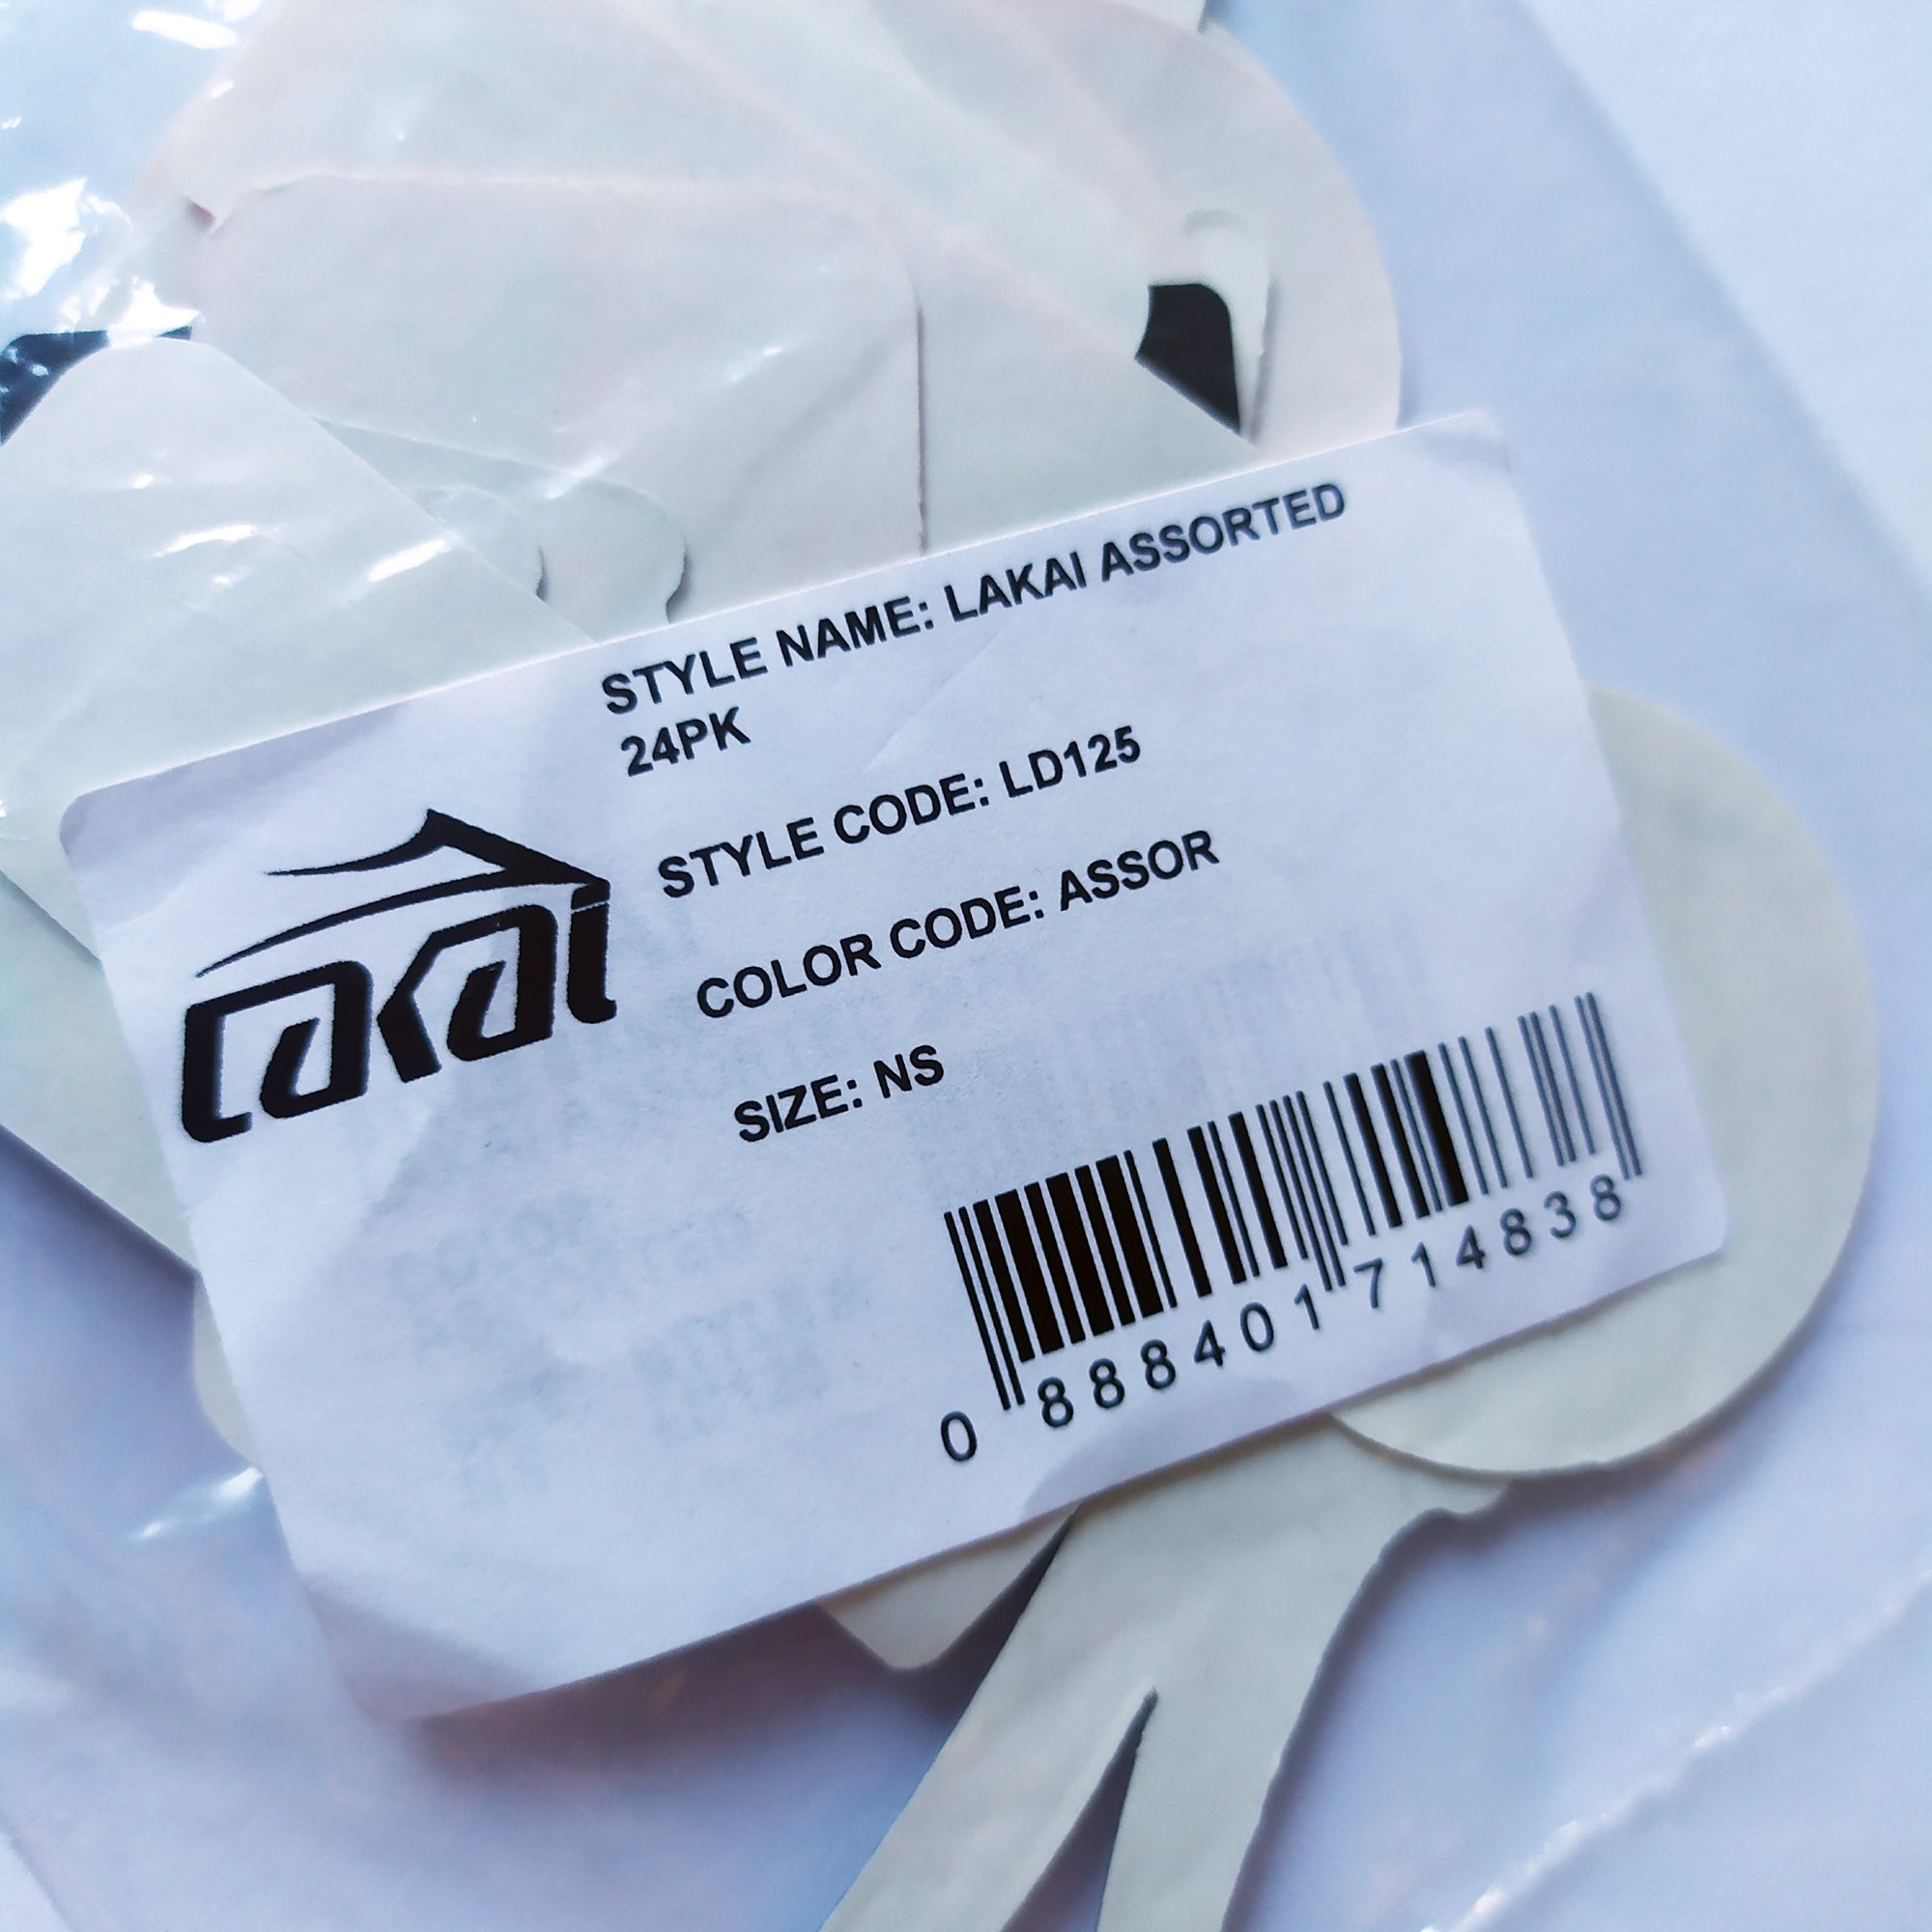 STYLE NAME: LAKAI ASSORTED
24PK
STYLE CODE: LD125
LAKAI
COLOR CODE: ASSOR
SIZE: NS
0 888401 714838